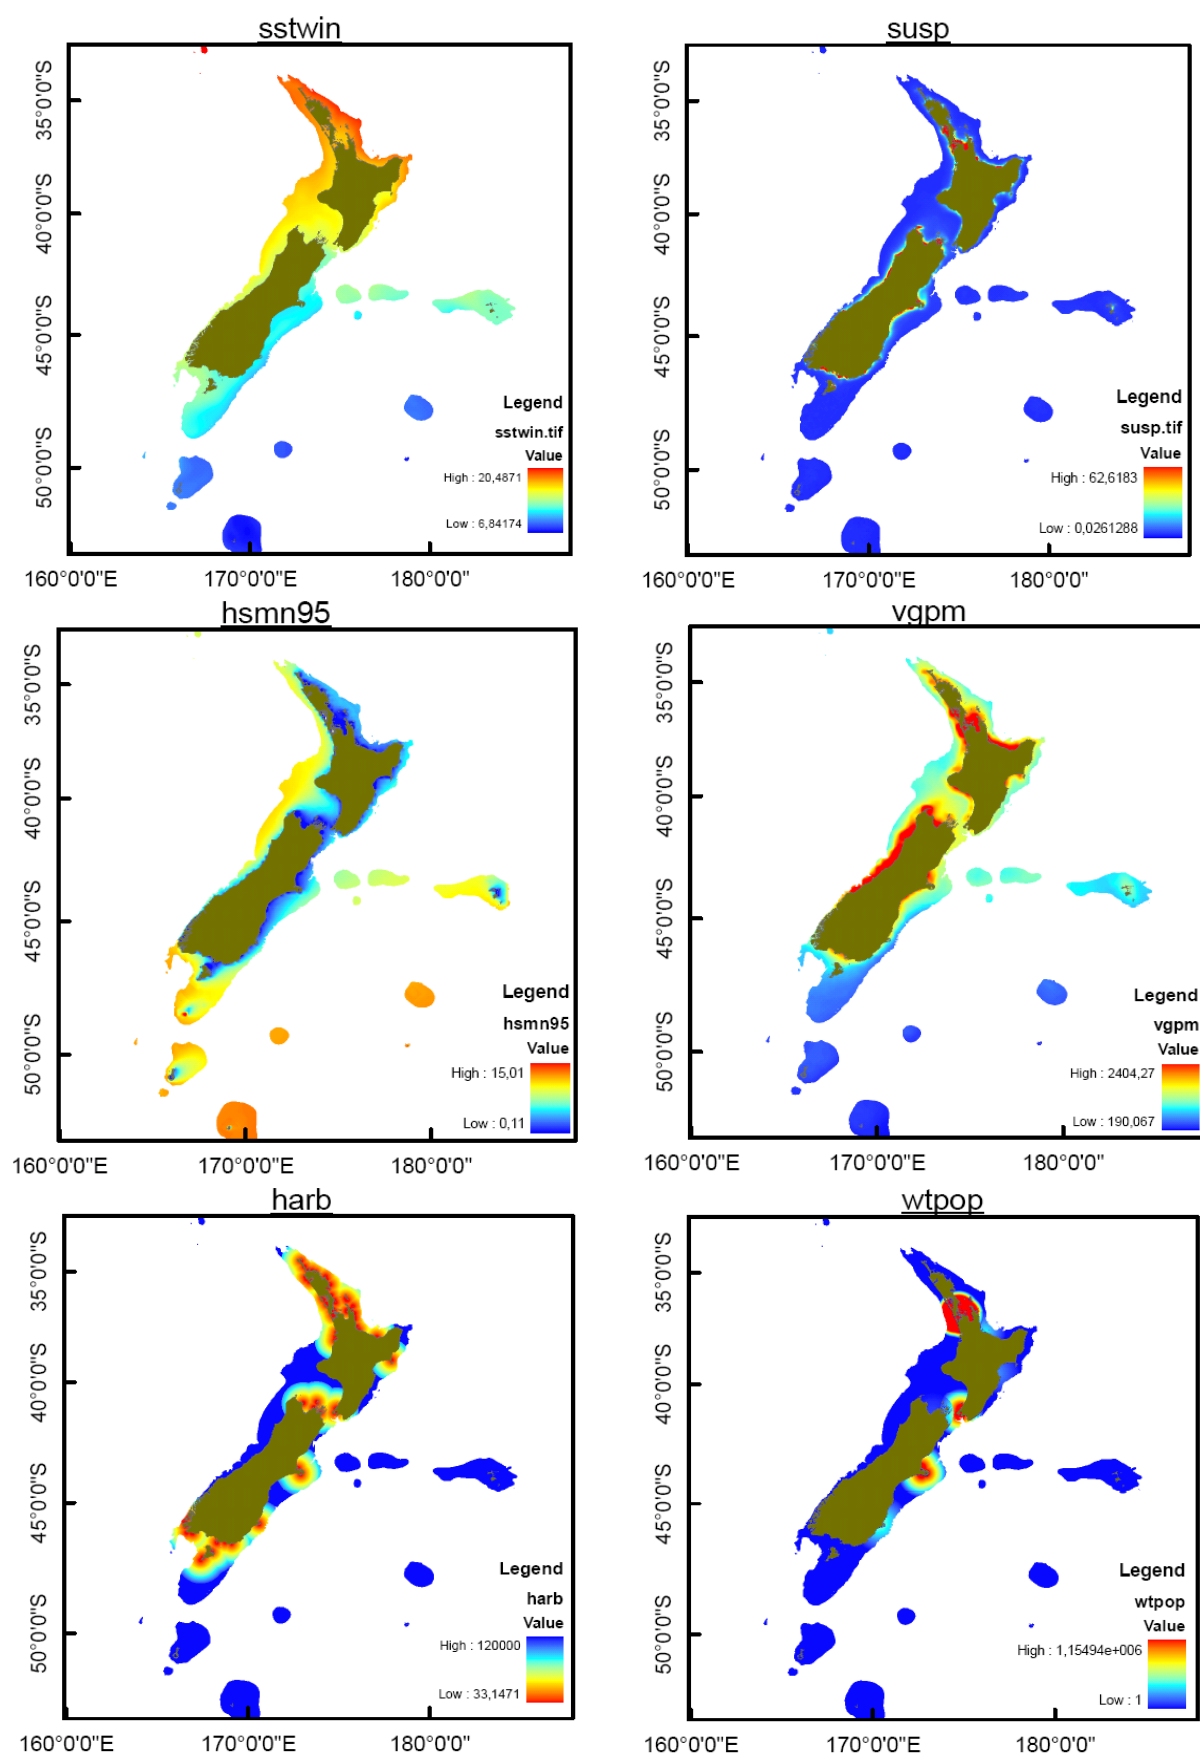 sstwin
35°0'0"S
40°0'0"S
45°0'0"S
50°0'0"S
Legend
sstwin.tif
Value
High : 20,4871
Low : 6,84174
160°0'0"E
170°0'0"E
180°0'0"
susp
35°0'0"S
40°0'0"S
45°0'0"S
50°0'0"S
Legend
susp.tif
Value
High : 62,6183
Low : 0,0261288
160°0'0"E
170°0'0"E
180°0'0"
hsmn95
35°0'0"S
40°0'0"S
45°0'0"S
50°0'0"S
Legend
hsmn95
Value
High : 15,01
Low : 0,11
160°0'0"E
170°0'0"E
180°0'0"
vgpm
35°0'0"S
40°0'0"S
45°0'0"S
50°0'0"S
Legend
vgpm
Value
High : 2404,27
Low : 190,067
160°0'0"E
170°0'0"E
180°0'0"
harb
35°0'0"S
40°0'0"S
45°0'0"S
50°0'0"S
Legend
harb
Value
High : 120000
Low : 33,1471
160°0'0"E
170°0'0"E
180°0'0"
wtpop
35°0'0"S
40°0'0"S
45°0'0"S
50°0'0"S
Legend
wtpop
Value
High : 1,15494e+006
Low : 1
160°0'0"E
170°0'0"E
180°0'0"